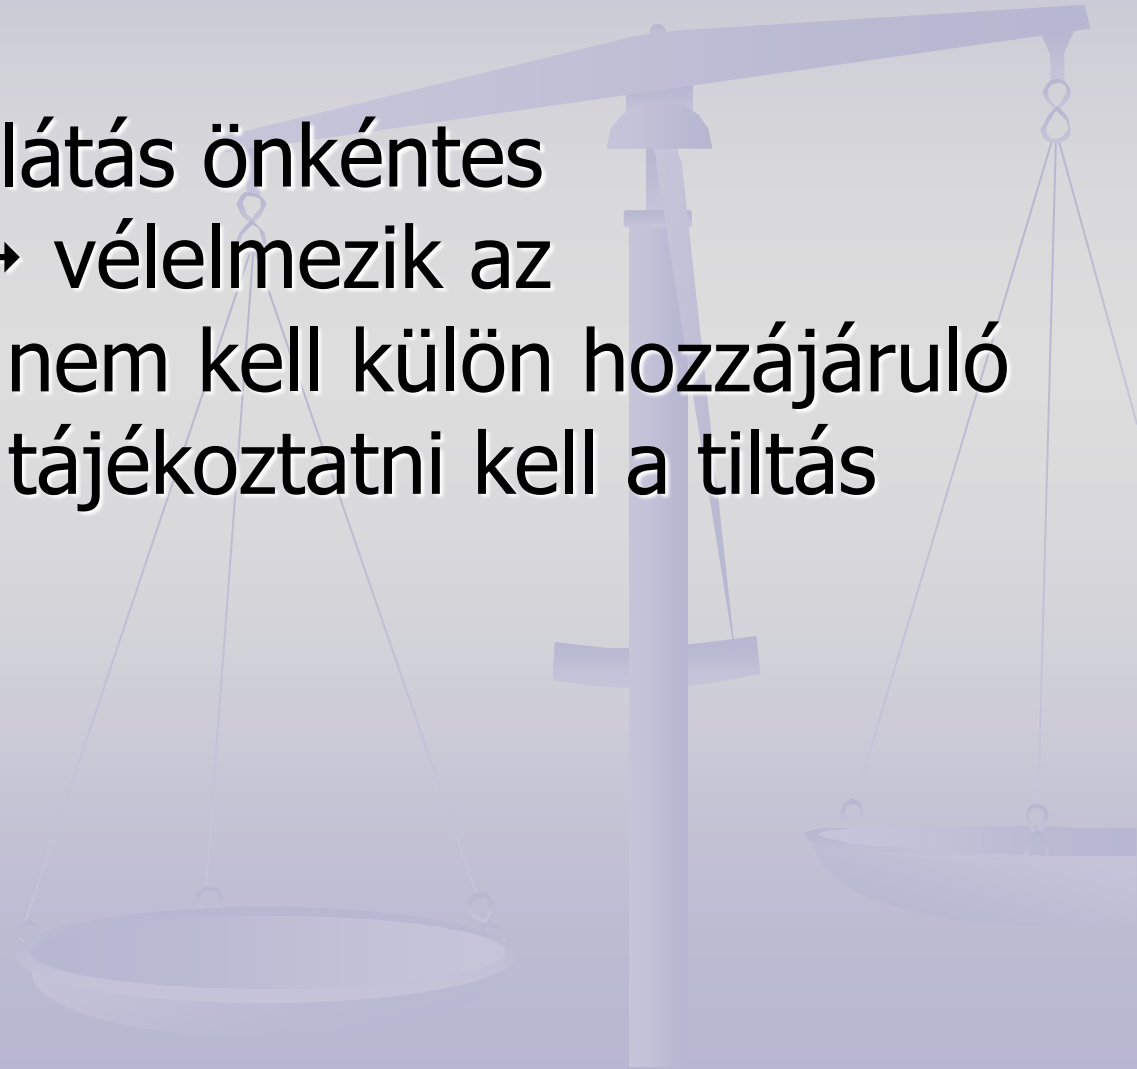 látás önkéntes
→ vélelmezik az
nem kell külön hozzájáruló
tájékoztatni kell a tiltás